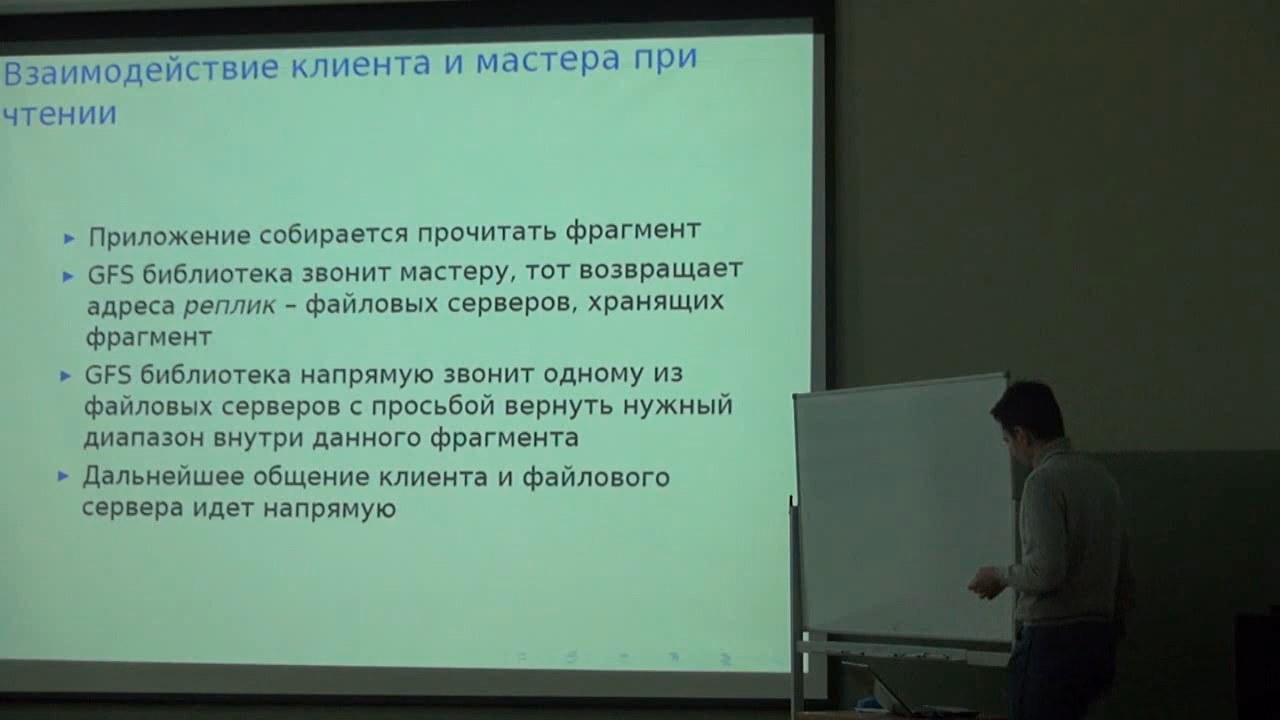 Взаимодействие клиента и мастера при
чтении
Приложение собирается прочитать фрагмент
GFS библиотека звонит мастеру, тот возвращает
адреса реплик – файловых серверов, хранящих
фрагмент
GFS библиотека напрямую звонит одному из
файловых серверов с просьбой вернуть нужный
диапазон внутри данного фрагмента
Дальнейшее общение клиента и файлового
сервера идет напрямую